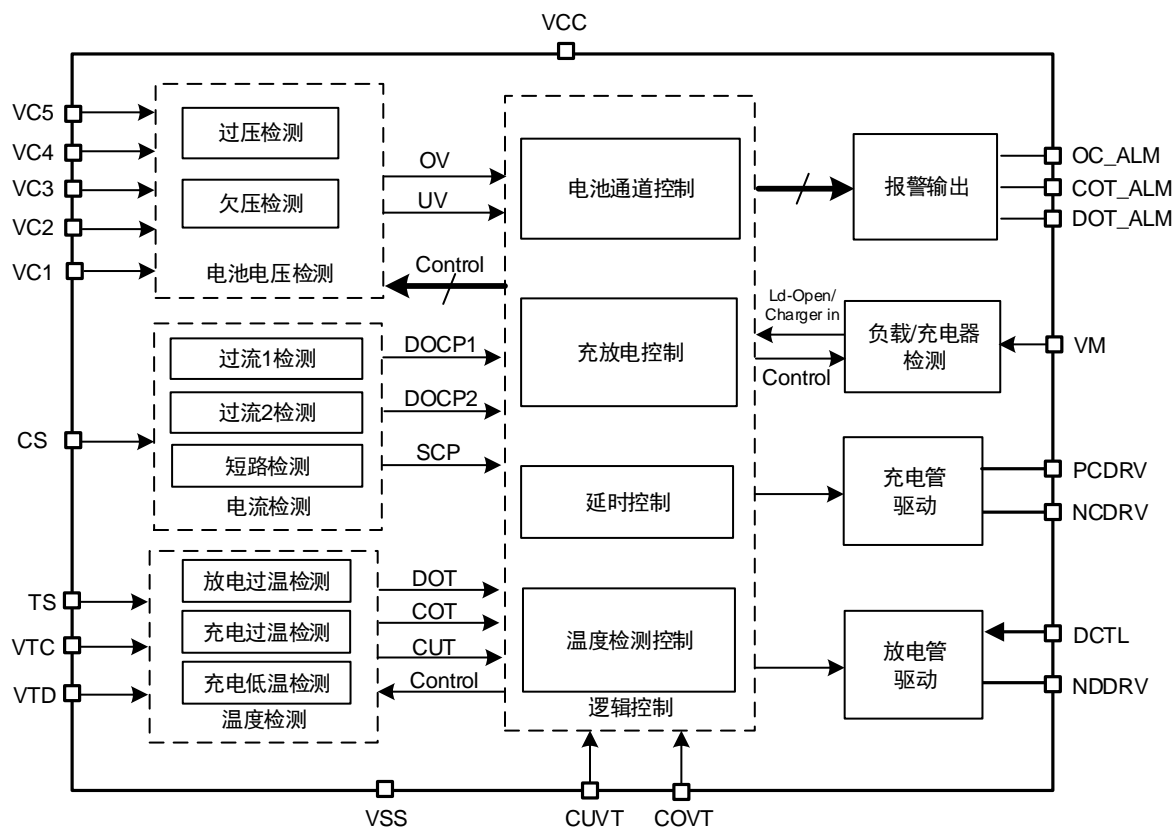 VCC
VC5
VC4
VC3
VC2
VC1
过压检测
欠压检测
电池电压检测
OV
UV
Control
电池通道控制
报警输出
OC_ALM
COT_ALM
DOT_ALM
CS
过流1检测
过流2检测
短路检测
电流检测
DOCP1
DOCP2
SCP
充放电控制
Ld-Open/
Charger in
Control
负载/充电器
检测
VM
延时控制
充电管
驱动
PCDRV
NCDRV
TS
VTC
VTD
放电过温检测
充电过温检测
充电低温检测
温度检测
DOT
COT
CUT
Control
温度检测控制
逻辑控制
放电管
驱动
DCTL
NDDRV
VSS
CUVT
COVT